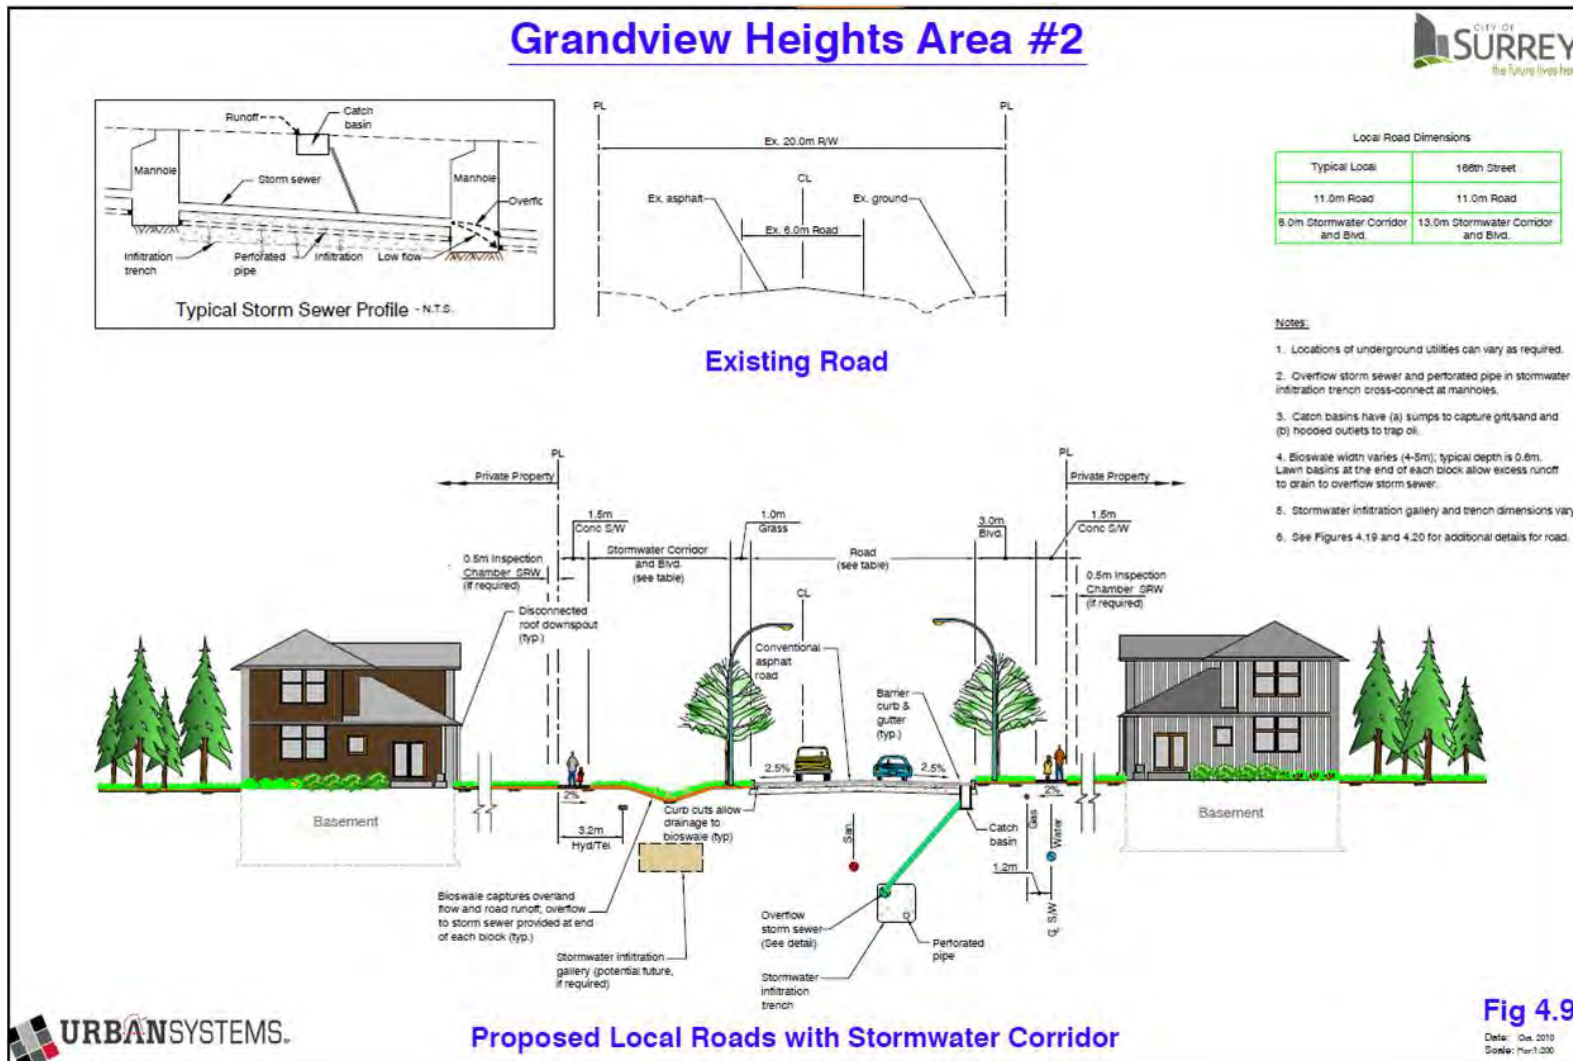 Grandview Heights Area #2
CITY OF
SURREY
the future lives her
Runoff
Catch
basin
Manhole
Storm sewer
Manhole
Overflc
Infiltration
trench
Perforated
pipe
Infiltration
Low flow
Typical Storm Sewer Profile - N.T.S.
PL
PL
Ex. 20.0m R/W
CL
Ex. asphalt
Ex. ground
Ex. 6.0m Road
Existing Road
Local Road Dimensions
Typical Local
166th Street
11.0m Road
11.0m Road
6.0m Stormwater Corridor
and Blvd.
13.0m Stormwater Corridor
and Blvd.
Notes:
1. Locations of underground utilities can vary as required.
2. Overflow storm sewer and perforated pipe in stormwater
infiltration trench cross-connect at manholes.
3. Catch basins have (a) sumps to capture grit/sand and
(b) hooded outlets to trap oil.
4. Bioswale width varies (4-5m); typical depth is 0.6m.
Lawn basins at the end of each block allow excess runoff
to drain to overflow storm sewer.
5. Stormwater infiltration gallery and trench dimensions vary
6. See Figures 4.19 and 4.20 for additional details for road.
PL
Private Property
PL
Private Property
1.5m
Conc S/W
1.0m
Grass
3.0m
Blvd.
1.5m
Conc S/W
Stormwater Corridor
and Blvd.
(see table)
Road
(see table)
0.5m Inspection
Chamber SRW
(if required)
0.5m Inspection
Chamber SRW
(if required)
CL
Disconnected
roof downspout
(typ.)
Conventional
asphalt
road
Barrier
curb &
gutter
(typ.)
2.5%
2.5%
2%
2%
Basement
Basement
3.2m
Hyd/Tel
Curb cuts allow
drainage to
bioswale (typ)
San
Catch
basin
Gas
Water
1.2m
CL S/W
Bioswale captures overland
flow and road runoff, overflow
to storm sewer provided at end
of each block (typ.)
Stormwater infiltration
gallery (potential future,
if required)
Overflow
storm sewer
(See detail)
Perforated
pipe
Stormwater
infiltration
trench
URBANSYSTEMS.
Proposed Local Roads with Stormwater Corridor
Fig 4.9
Date: Oct. 2010
Scale: Hor:1:200